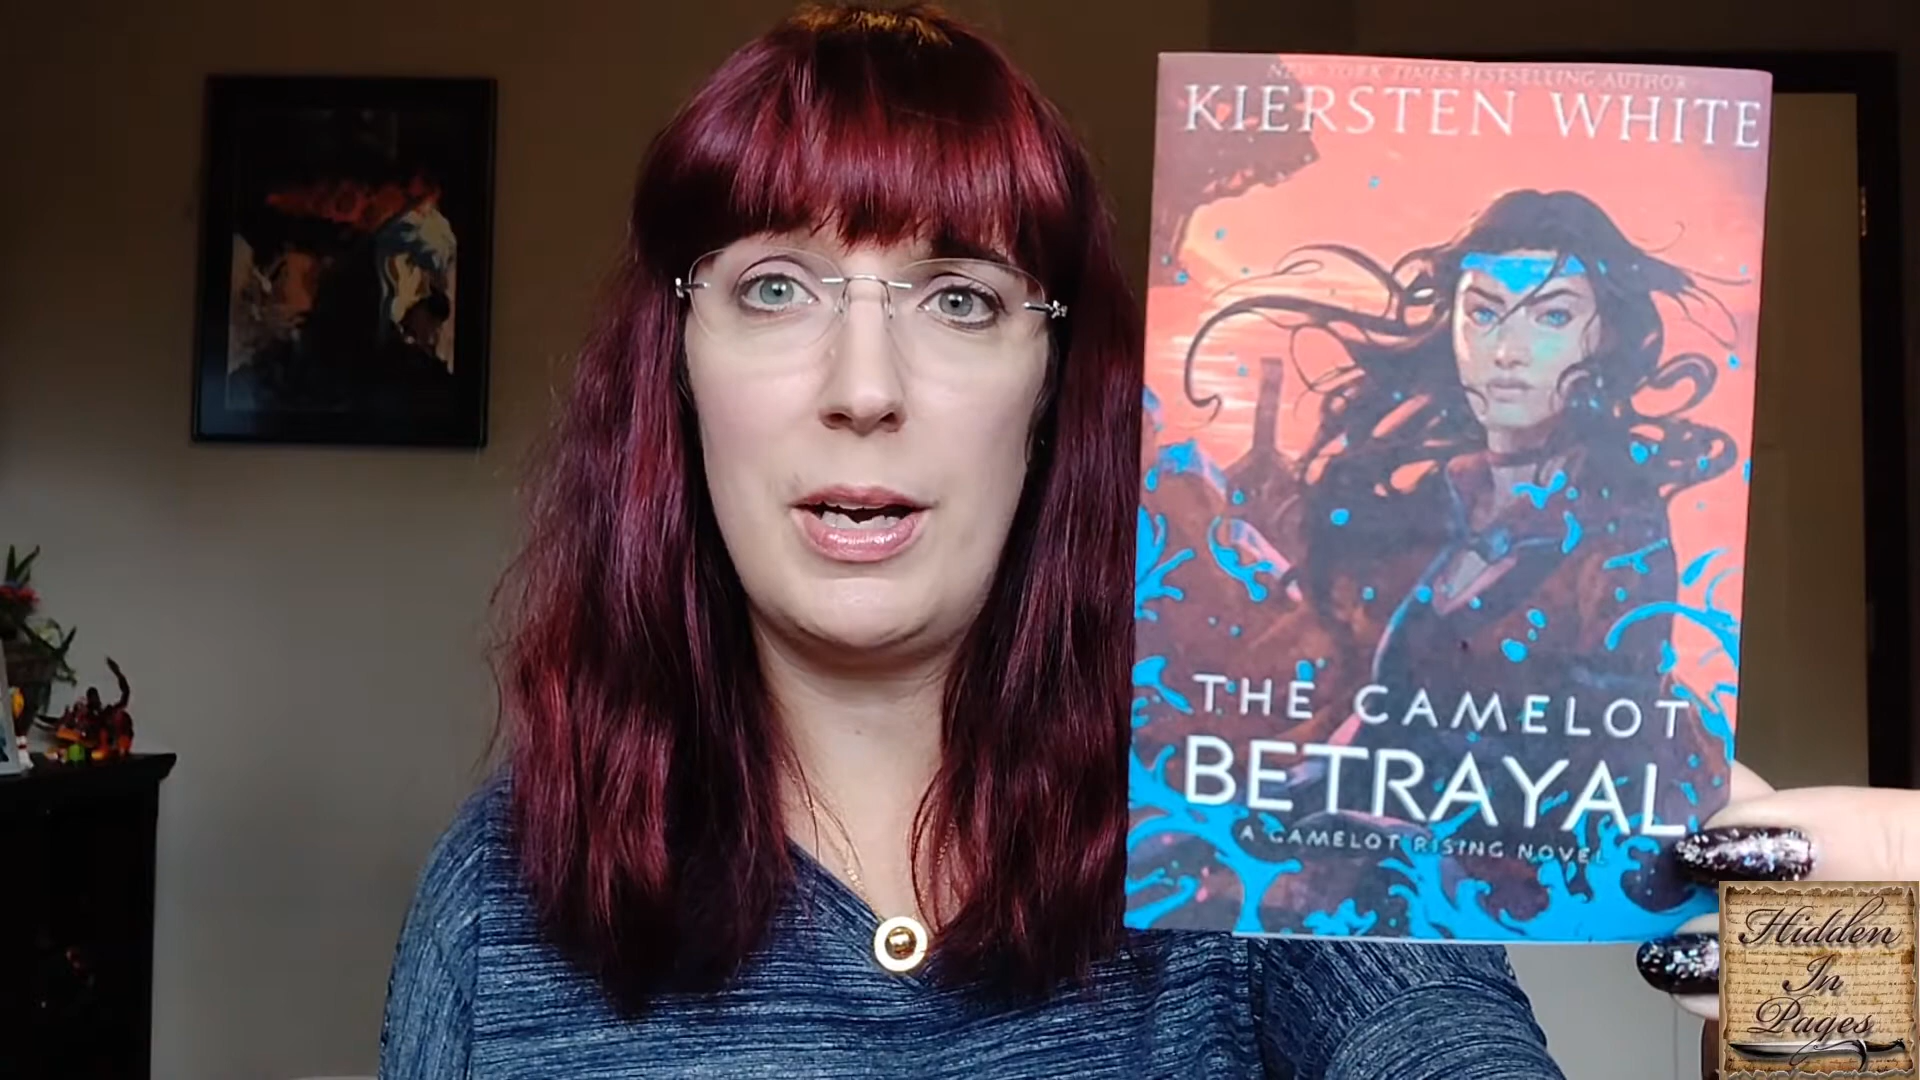 NEW YORK TIMES BESTSELLING AUTHOR
KIERSTEN WHITE
THE CAMELOT
BETRAYAL
A CAMELOT RISING NOVEL
Hidden
In
Pages